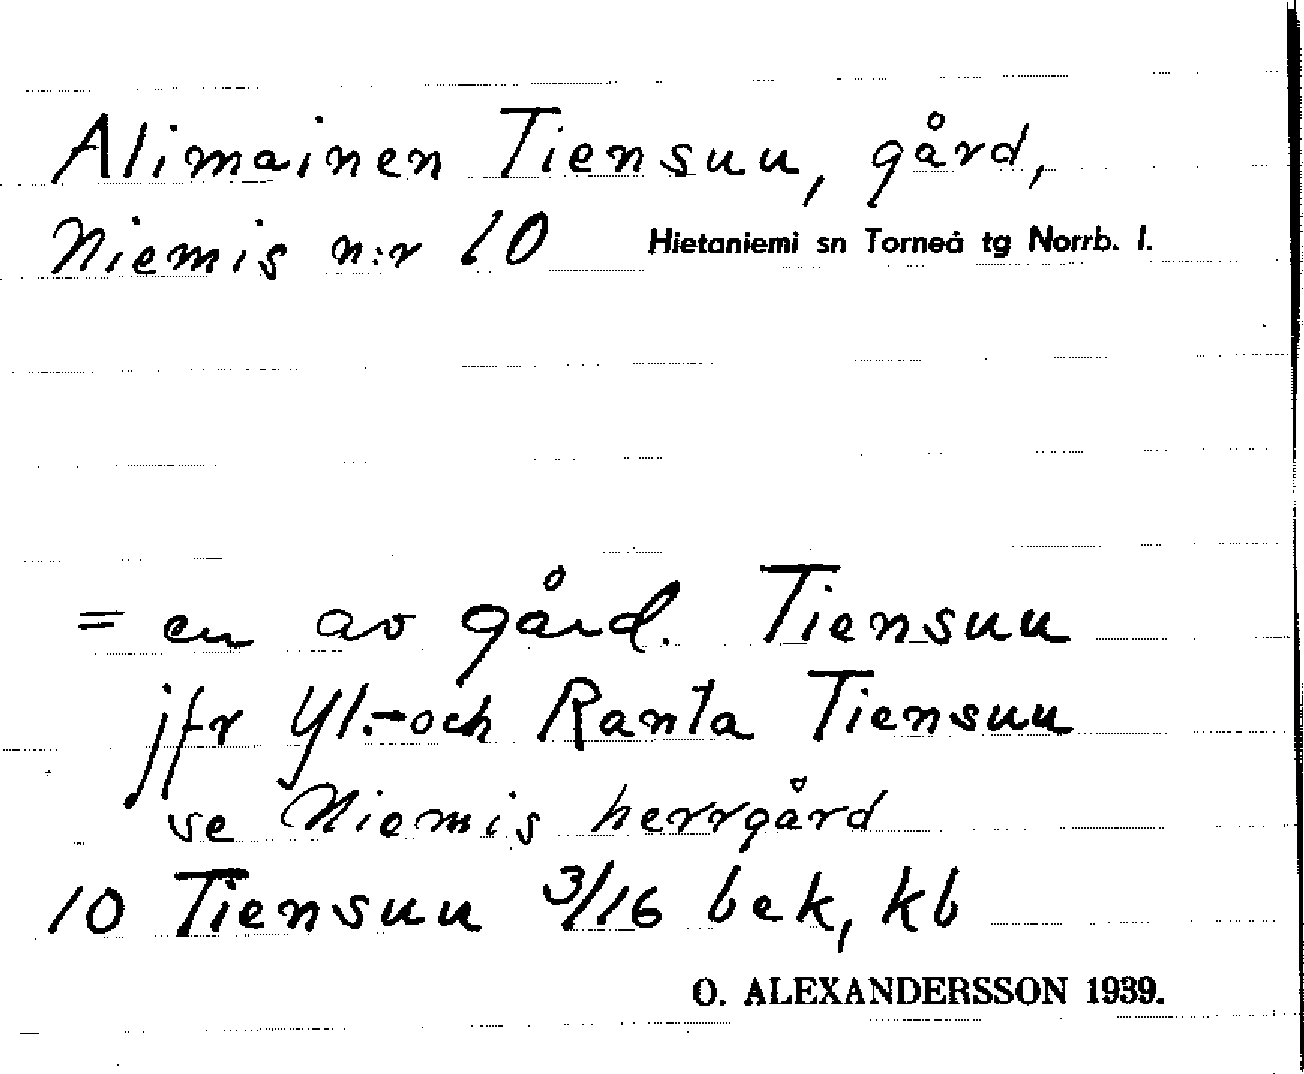 Alimainen Tiensuu, gård,
Niemis n:r 10 Hietaniemi sn Torneå tg Norrb. l.
= en av gård. Tiensuu
jfr Yl.- och Ranta Tiensuu
se Niemis herrgård
10 Tiensuu 3/16 bek, kb
O. ALEXANDERSSON 1939.